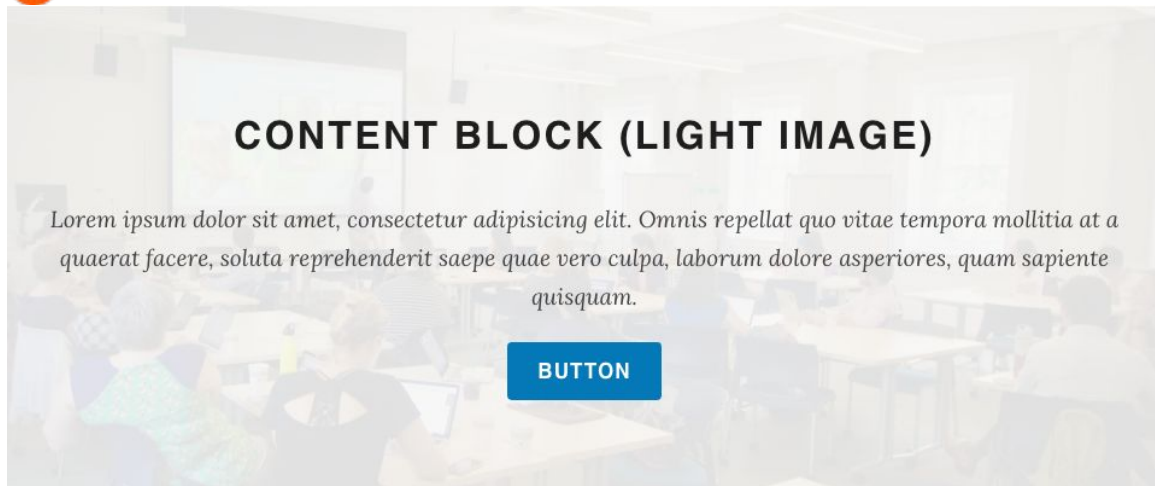 CONTENT BLOCK (LIGHT IMAGE)
Lorem ipsum dolor sit amet, consectetur adipisicing elit. Omnis repellat quo vitae tempora mollitia at a
quaerat facere, soluta reprehenderit saepe quae vero culpa, laborum dolore asperiores, quam sapiente
quisquam.
BUTTON